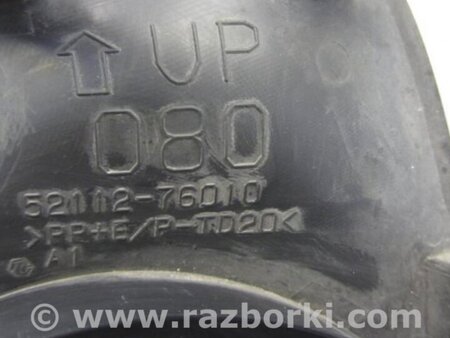 UP
080
52112-76010
>PP+E/P-TD20<
A1
© www.razborki.com